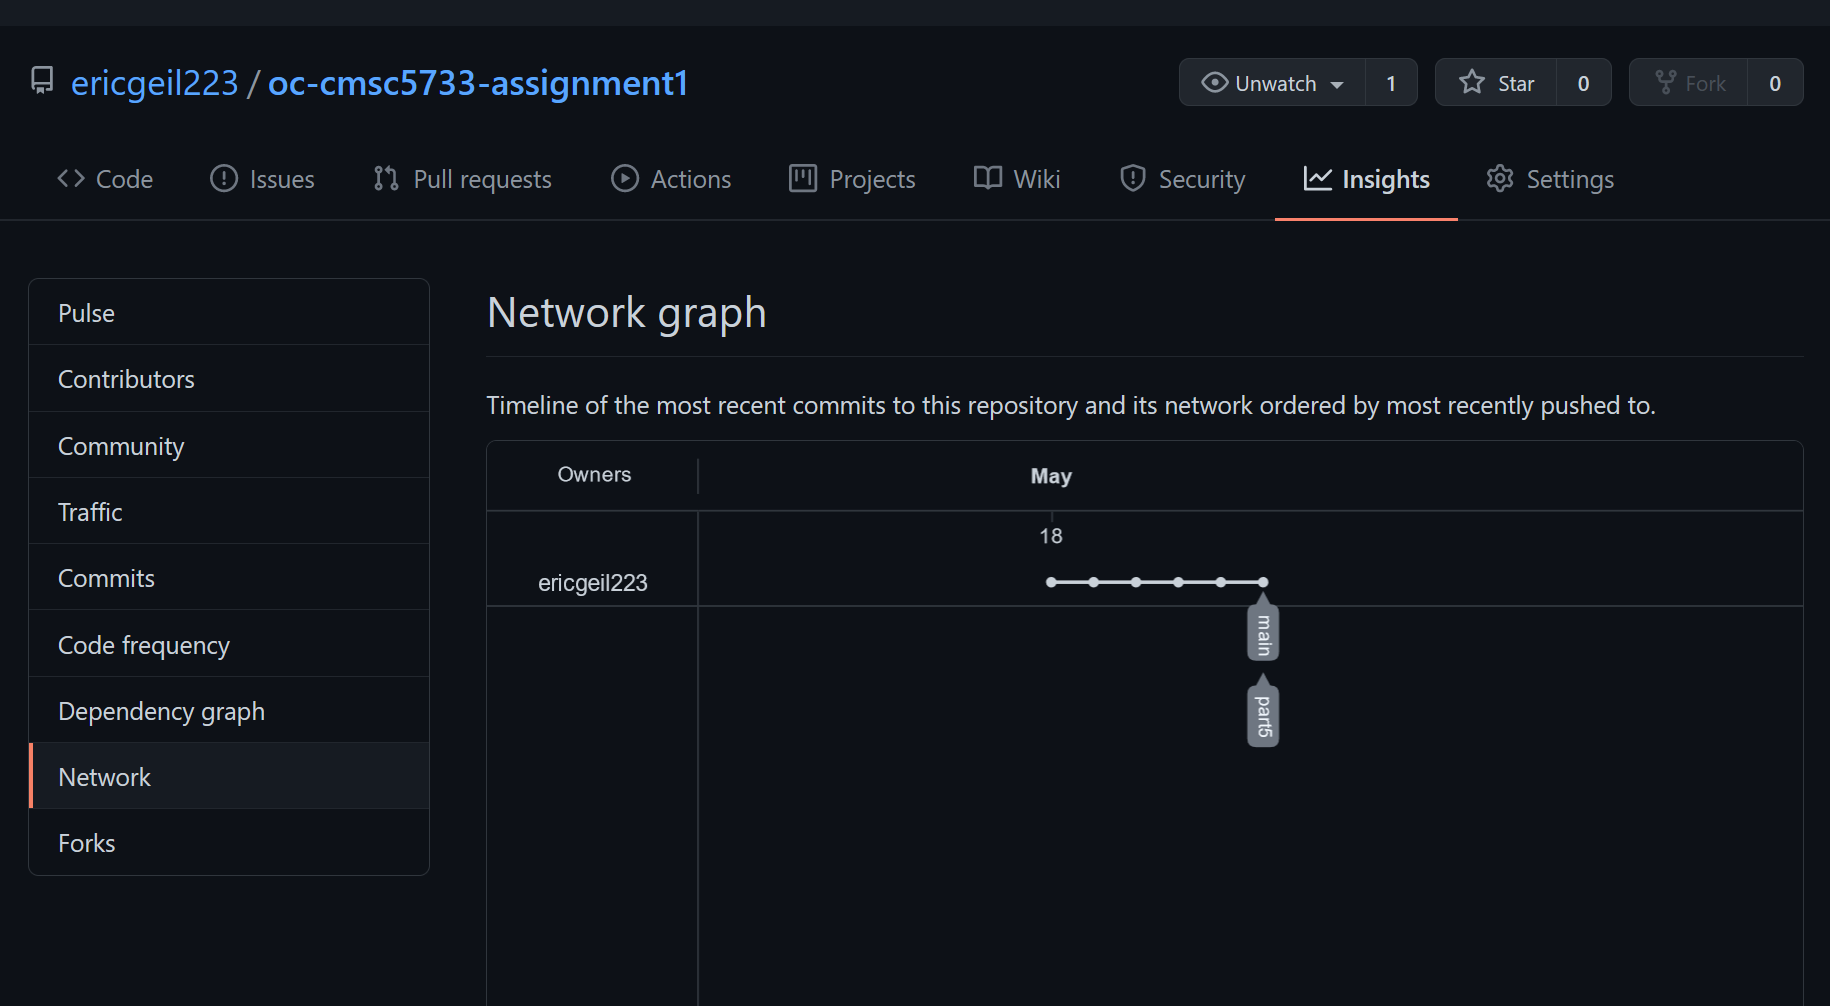 ericgeil223 / oc-cmsc5733-assignment1
Unwatch 1 Star 0 Fork 0
Code Issues Pull requests Actions Projects Wiki Security Insights Settings
Pulse
Contributors
Community
Traffic
Commits
Code frequency
Dependency graph
Network
Forks
Network graph
Timeline of the most recent commits to this repository and its network ordered by most recently pushed to.
Owners May
18
ericgeil223
main
part5